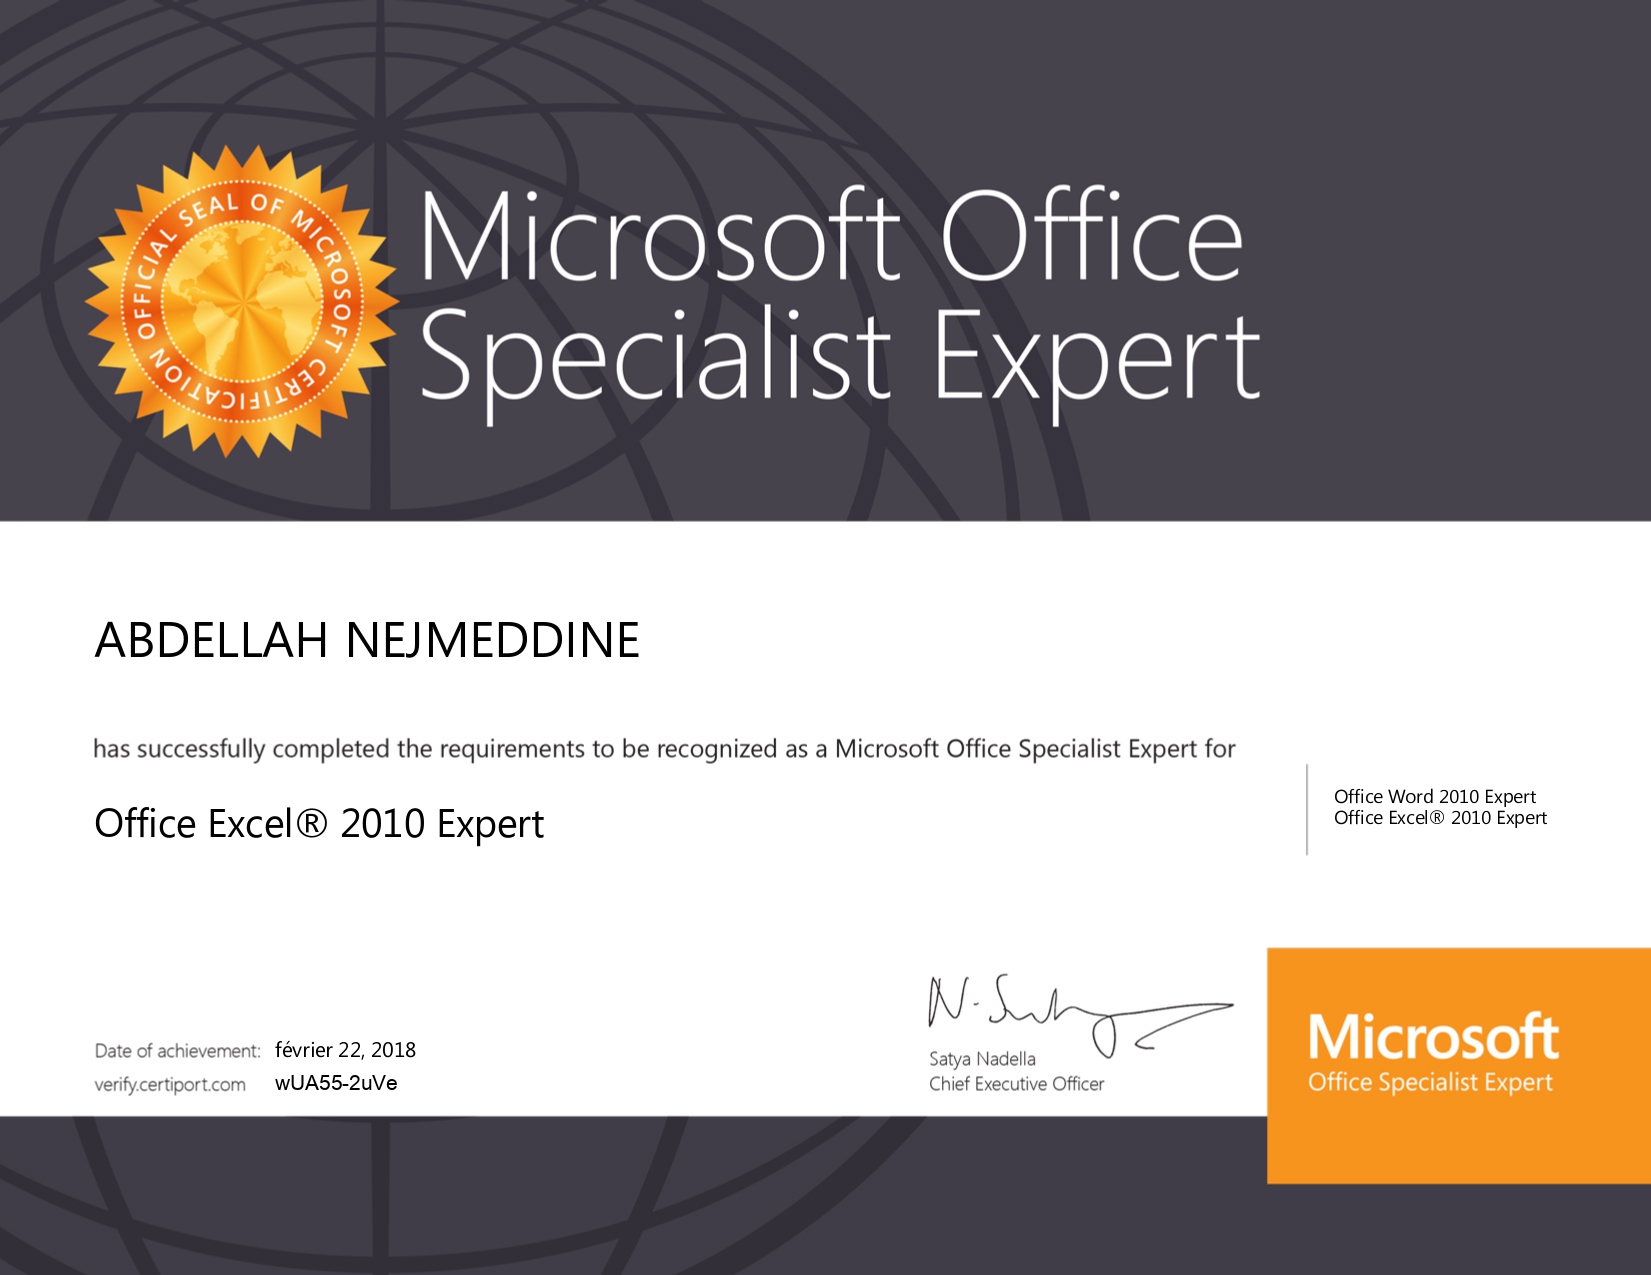 OFFICIAL SEAL OF MICROSOFT CERTIFICATION
Microsoft Office
Specialist Expert
ABDELLAH NEJMEDDINE
has successfully completed the requirements to be recognized as a Microsoft Office Specialist Expert for
Office Excel® 2010 Expert
Office Word 2010 Expert
Office Excel® 2010 Expert
Date of achievement: février 22, 2018
verify.certiport.com wUA55-2uVe
Satya Nadella
Chief Executive Officer
Microsoft
Office Specialist Expert